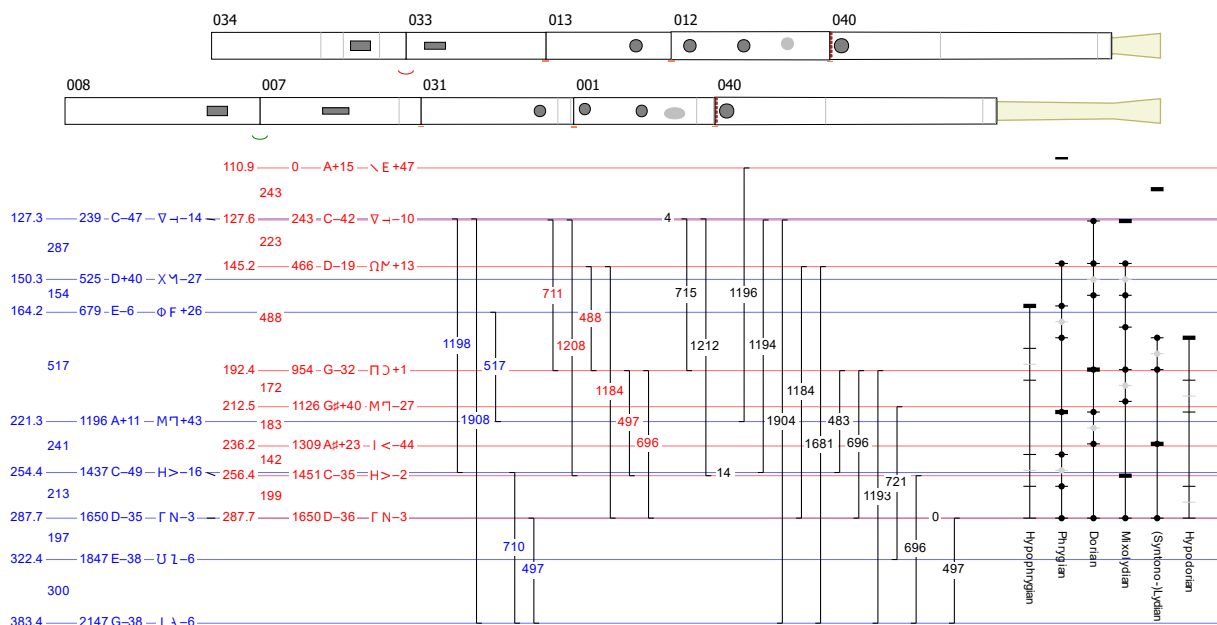 034 033 013 012 040
008 007 031 001 040
110.9 0 A+15 E +47
243
127.3 239 C–47 ∇ ⊣ –14 127.6 243 C–42 ∇ ⊣ –10 4
287 223
145.2 466 D–19 +13
150.3 525 D+40 –27
154 711 715 1196
164.2 679 E–6 Φ F +26 488 488
1198 517 1208 1212 1194
517
192.4 954 G–32 Π Ͻ +1
172 1184 1184
212.5 1126 G♯+40 M ⅂ –27
221.3 1196 A+11 M ⅂ +43 183 1908 497 1904 483
241 236.2 1309 A♯+23 I < –44 696 1681 696
142
254.4 1437 C–49 H > –16 256.4 1451 C–35 H > –2 14
721
213 199 1193
287.7 1650 D–35 Γ N –3 287.7 1650 D–36 Γ N –3 0
197
710 696
322.4 1847 E–38 –6
497 497
300
383.4 2147 G–38 –6
Hypophrygian
Phrygian
Dorian
Mixolydian
(Syntono-)Lydian
Hypodorian